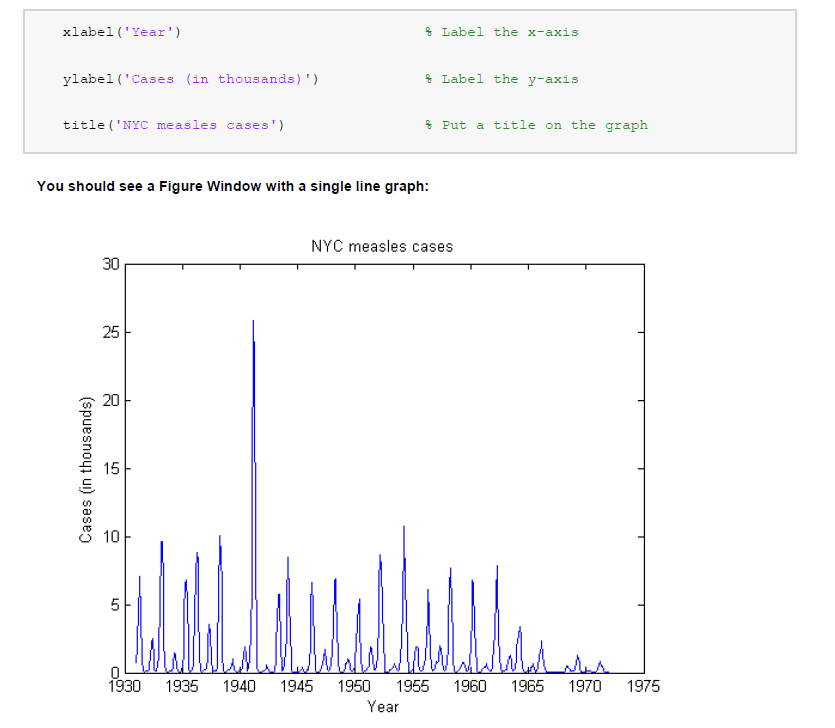 xlabel('Year') % Label the x-axis
ylabel('Cases (in thousands)') % Label the y-axis
title('NYC measles cases') % Put a title on the graph
You should see a Figure Window with a single line graph:
NYC measles cases
30
25
20
15
10
5
0
Cases (in thousands)
1930 1935 1940 1945 1950 1955 1960 1965 1970 1975
Year